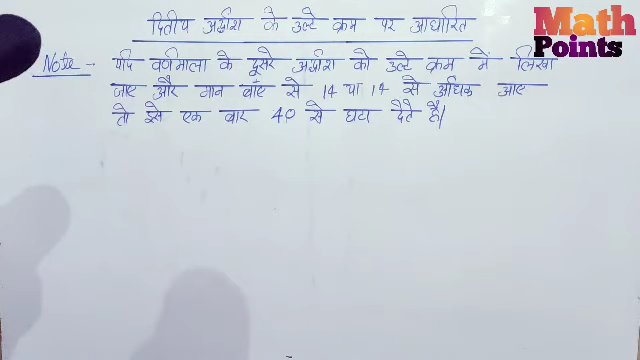 द्वितीय अर्द्धांश के उल्टे क्रम पर आधारित
Math
Points
Note - यदि वर्णमाला के दूसरे अर्द्धांश को उल्टे क्रम में लिखा
जाए और मान बाँए से 14 या 14 से अधिक आए
तो इसे एक बार 40 से घटा देते है।